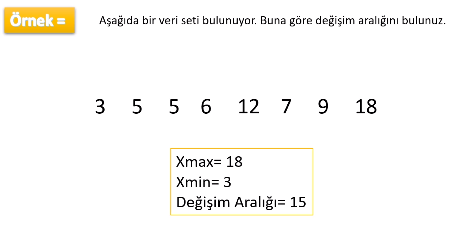 Örnek =
Aşağıda bir veri seti bulunuyor. Buna göre değişim aralığını bulunuz.
3 5 5 6 12 7 9 18
Xmax= 18
Xmin= 3
Değişim Aralığı= 15